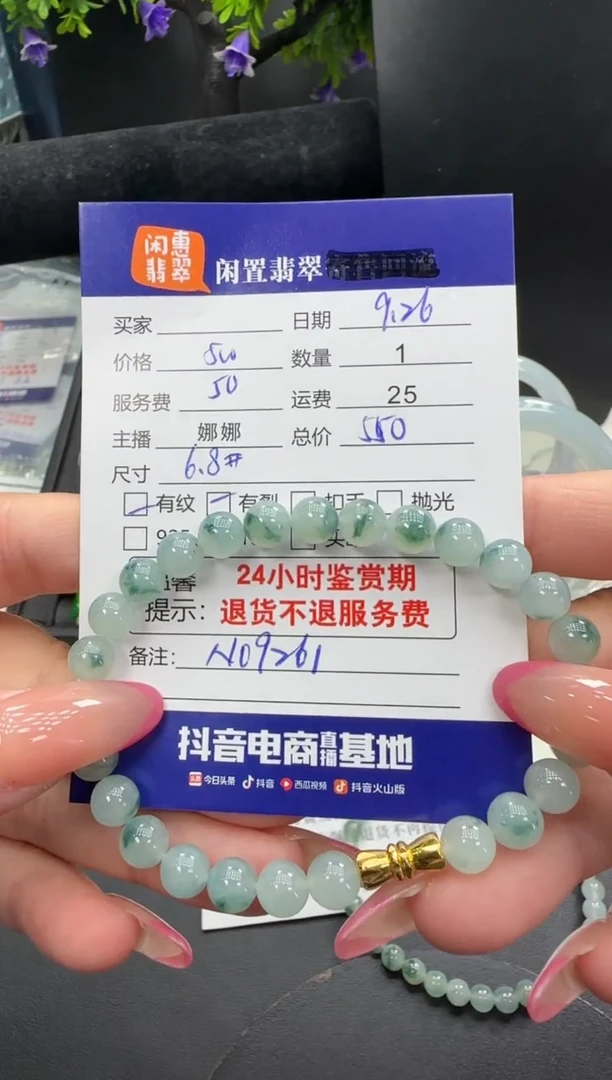 闲惠
翡翠
闲置翡翠
买家 日期 9.26
价格 500 数量 1
服务费 50 运费 25
主播 娜娜 总价 550
尺寸 6.8#
有纹 有裂 抛光
24小时鉴赏期
提示: 退货不退服务费
备注: N09261
抖音电商直播基地
头条 今日头条 抖音 西瓜视频 抖音火山版